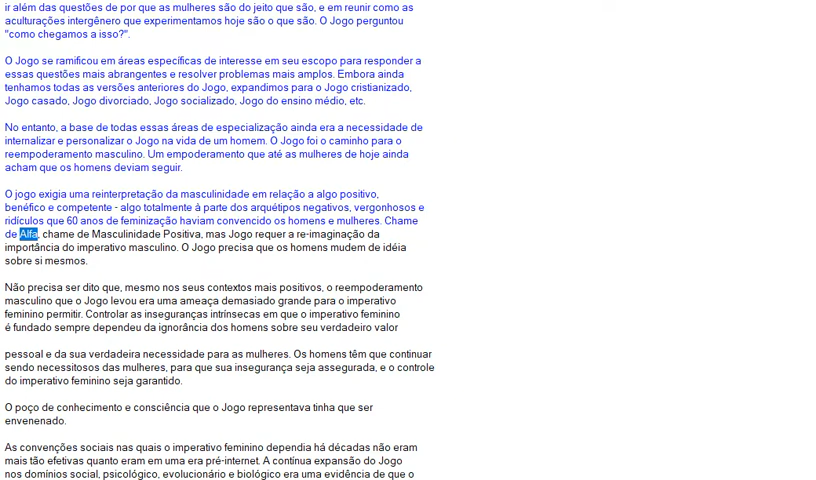 ir além das questões de por que as mulheres são do jeito que são, e em reunir como as
aculturações intergênero que experimentamos hoje são o que são. O Jogo perguntou
"como chegamos a isso?".
O Jogo se ramificou em áreas específicas de interesse em seu escopo para responder a
essas questões mais abrangentes e resolver problemas mais amplos. Embora ainda
tenhamos todas as versões anteriores do Jogo, expandimos para o Jogo cristianizado,
Jogo casado, Jogo divorciado, Jogo socializado, Jogo do ensino médio, etc.
No entanto, a base de todas essas áreas de especialização ainda era a necessidade de
internalizar e personalizar o Jogo na vida de um homem. O Jogo foi o caminho para o
reempoderamento masculino. Um empoderamento que até as mulheres de hoje ainda
acham que os homens deviam seguir.
O jogo exigia uma reinterpretação da masculinidade em relação a algo positivo,
benéfico e competente - algo totalmente à parte dos arquétipos negativos, vergonhosos e
ridículos que 60 anos de feminização haviam convencido os homens e mulheres. Chame
de Alfa, chame de Masculinidade Positiva, mas Jogo requer a re-imaginação da
importância do imperativo masculino. O Jogo precisa que os homens mudem de idéia
sobre si mesmos.
Não precisa ser dito que, mesmo nos seus contextos mais positivos, o reempoderamento
masculino que o Jogo levou era uma ameaça demasiado grande para o imperativo
feminino permitir. Controlar as inseguranças intrínsecas em que o imperativo feminino
é fundado sempre dependeu da ignorância dos homens sobre seu verdadeiro valor
pessoal e da sua verdadeira necessidade para as mulheres. Os homens têm que continuar
sendo necessitosos das mulheres, para que sua insegurança seja assegurada, e o controle
do imperativo feminino seja garantido.
O poço de conhecimento e consciência que o Jogo representava tinha que ser
envenenado.
As convenções sociais nas quais o imperativo feminino dependia há décadas não eram
mais tão efetivas quanto eram em uma era pré-internet. A contínua expansão do Jogo
nos domínios social, psicológico, evolucionário e biológico era uma evidência de que o